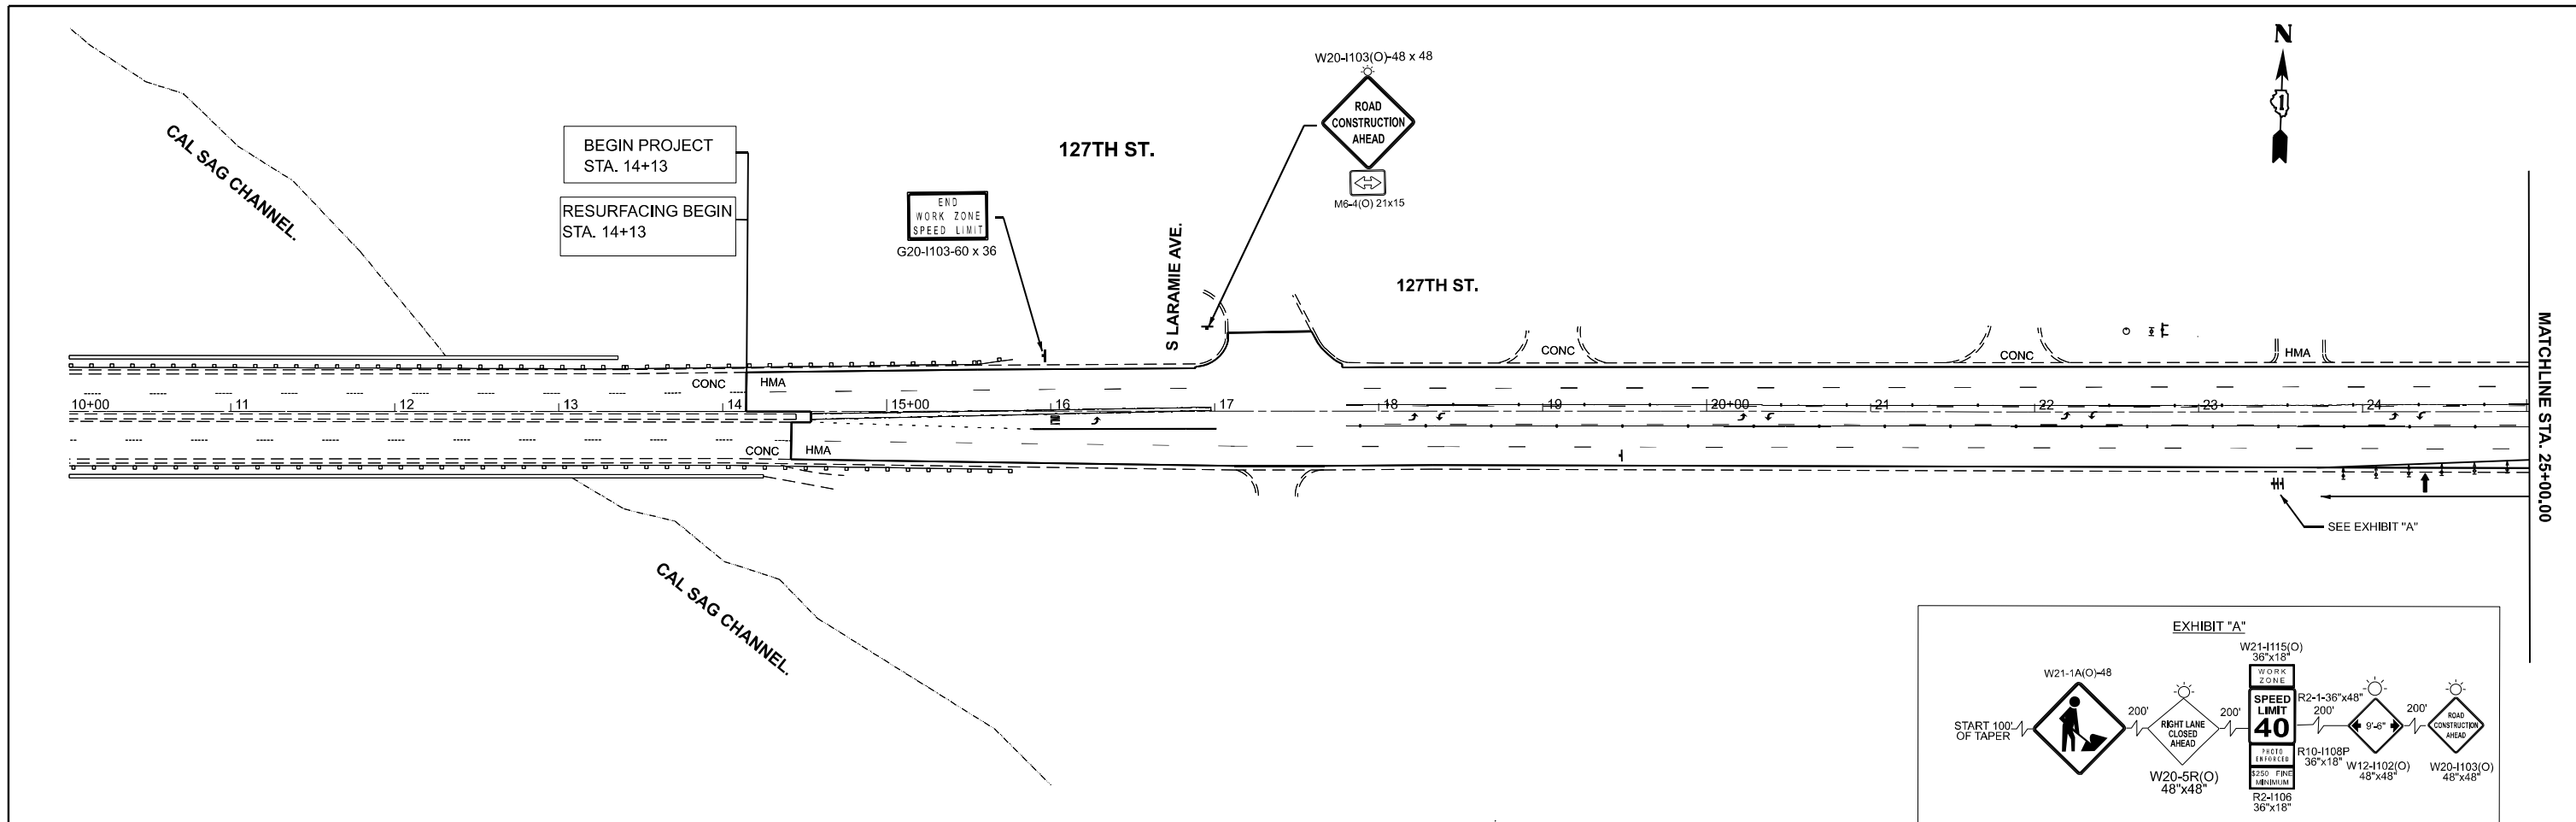 N
1
W20-I103(O)-48 x 48
ROAD
CONSTRUCTION
AHEAD
M6-4(O) 21x15
CAL SAG CHANNEL.
BEGIN PROJECT
STA. 14+13
RESURFACING BEGIN
STA. 14+13
127TH ST.
END
WORK ZONE
SPEED LIMIT
G20-I103-60 x 36
S LARAMIE AVE.
127TH ST.
MATCHLINE STA. 25+00.00
CONC
CONC
HMA
CONC HMA
10+00 11 12 13 14 15+00 16 17 18 19 20+00 21 22 23 24
CONC HMA
SEE EXHIBIT "A"
CAL SAG CHANNEL.
EXHIBIT "A"
START 100'
OF TAPER
W21-1A(O)-48
200'
RIGHT LANE
CLOSED
AHEAD
W20-5R(O)
48"x48"
200'
W21-I115(O)
36"x18"
WORK
ZONE
SPEED
LIMIT
40
R2-1-36"x48"
PHOTO
ENFORCED
R10-I108P
36"x18"
$250 FINE
MINIMUM
R2-I106
36"x18"
200'
9'-6"
W12-I102(O)
48"x48"
200'
ROAD
CONSTRUCTION
AHEAD
W20-I103(O)
48"x48"